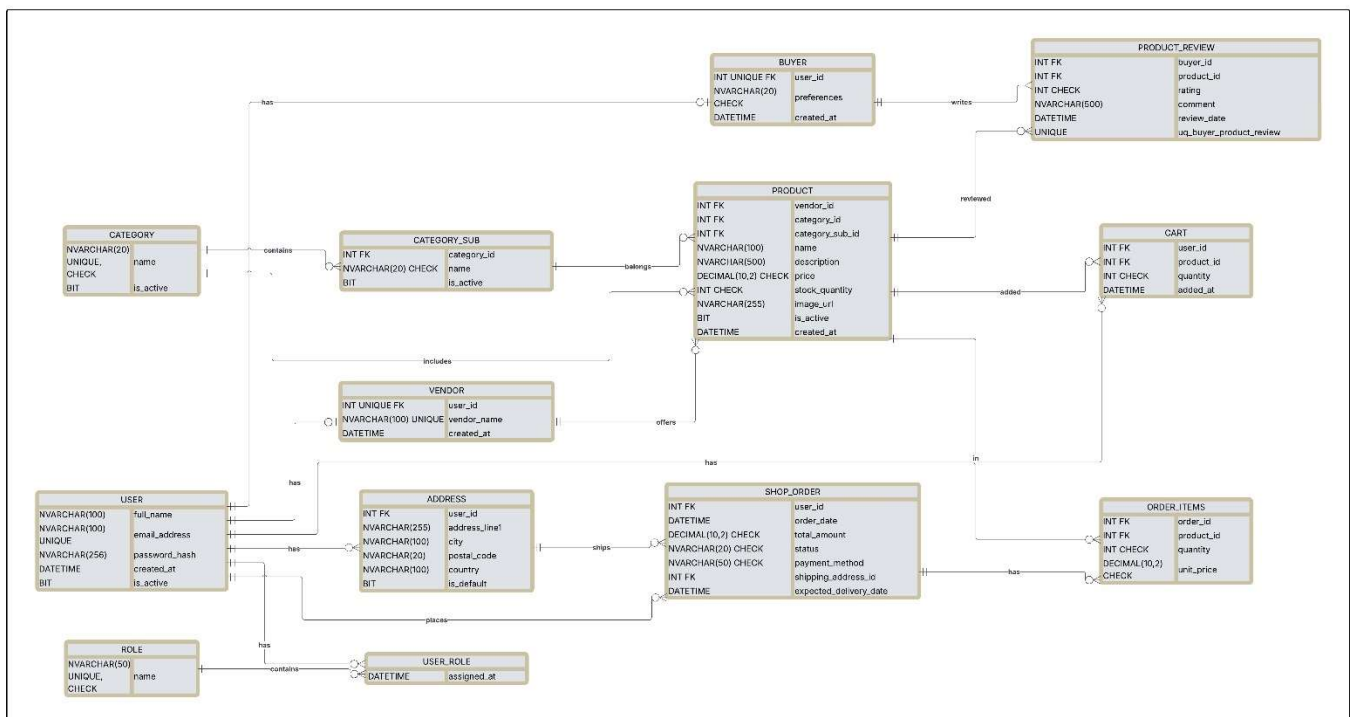 BUYER
INT UNIQUE FK user_id
NVARCHAR(20) CHECK preferences
DATETIME created_at
PRODUCT_REVIEW
INT FK buyer_id
INT FK product_id
INT CHECK rating
NVARCHAR(500) comment
DATETIME review_date
UNIQUE uq_buyer_product_review
has
writes
reviewed
PRODUCT
INT FK vendor_id
INT FK category_id
INT FK category_sub_id
NVARCHAR(100) name
NVARCHAR(500) description
DECIMAL(10,2) CHECK price
INT CHECK stock_quantity
NVARCHAR(255) image_url
BIT is_active
DATETIME created_at
CATEGORY
NVARCHAR(20) UNIQUE, CHECK name
BIT is_active
contains
CATEGORY_SUB
INT FK category_id
NVARCHAR(20) CHECK name
BIT is_active
belongs
CART
INT FK user_id
INT FK product_id
INT CHECK quantity
DATETIME added_at
added
includes
VENDOR
INT UNIQUE FK user_id
NVARCHAR(100) UNIQUE vendor_name
DATETIME created_at
offers
has
has
in
USER
NVARCHAR(100) full_name
NVARCHAR(100) UNIQUE email_address
NVARCHAR(256) password_hash
DATETIME created_at
BIT is_active
has
ADDRESS
INT FK user_id
NVARCHAR(255) address_line1
NVARCHAR(100) city
NVARCHAR(20) postal_code
NVARCHAR(100) country
BIT is_default
ships
SHOP_ORDER
INT FK user_id
DATETIME order_date
DECIMAL(10,2) CHECK total_amount
NVARCHAR(20) CHECK status
NVARCHAR(50) CHECK payment_method
INT FK shipping_address_id
DATETIME expected_delivery_date
has
ORDER_ITEMS
INT FK order_id
INT FK product_id
INT CHECK quantity
DECIMAL(10,2) CHECK unit_price
places
has
ROLE
NVARCHAR(50) UNIQUE, CHECK name
contains
USER_ROLE
DATETIME assigned_at